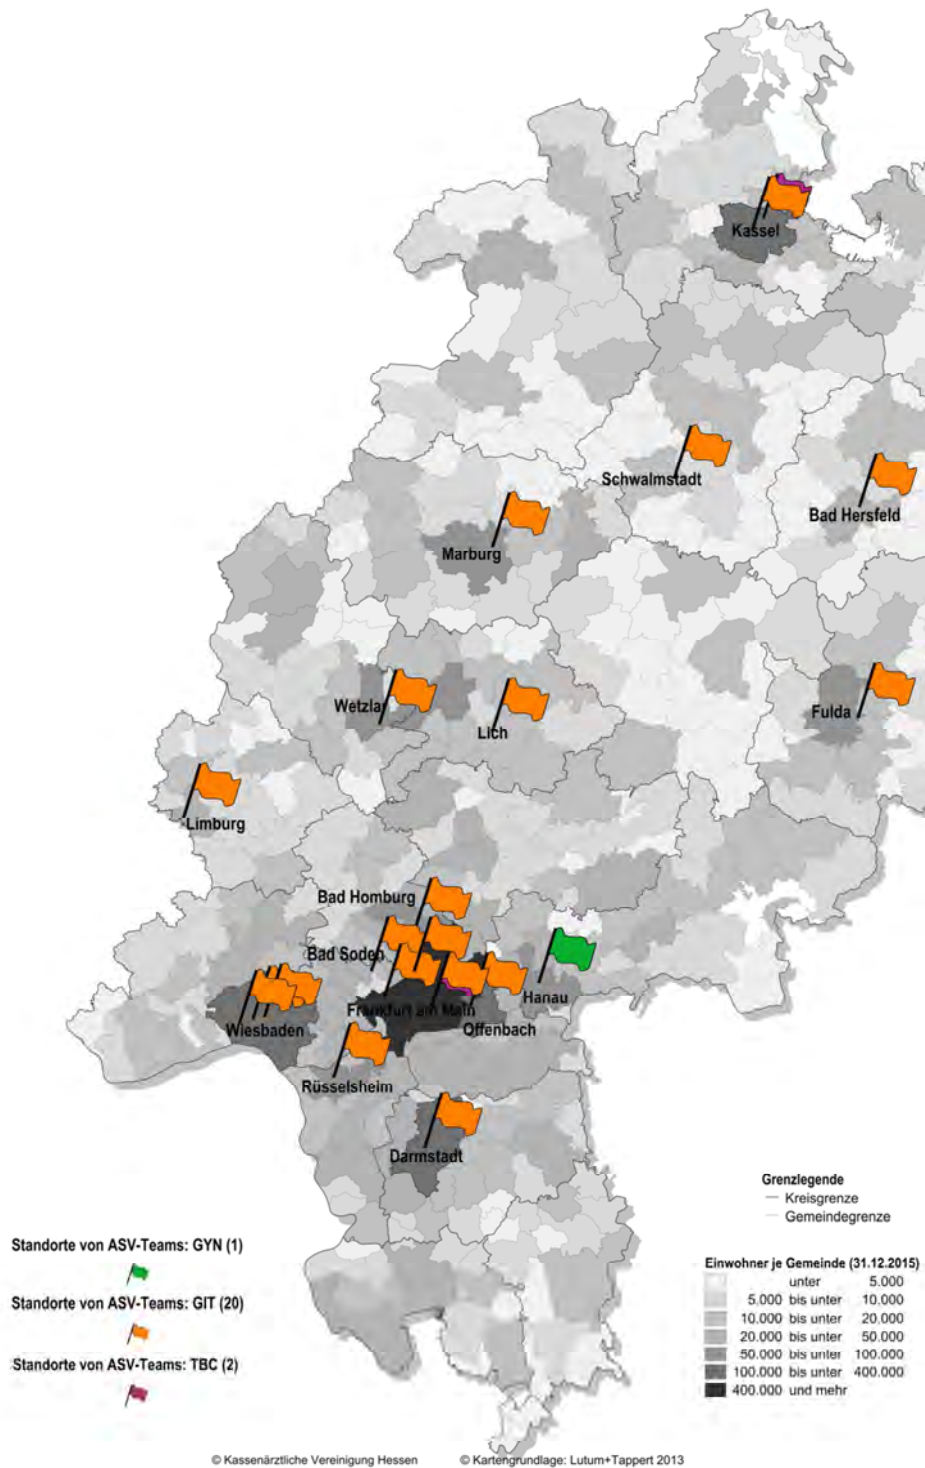 Kassel
Schwalmstadt
Bad Hersfeld
Marburg
Wetzlar
Lich
Fulda
Limburg
Bad Homburg
Bad Soden
Hanau
Frankfurt am Main
Wiesbaden
Offenbach
Rüsselsheim
Darmstadt
Grenzlegende
Kreisgrenze
Gemeindegrenze
Standorte von ASV-Teams: GYN (1)
Standorte von ASV-Teams: GIT (20)
Standorte von ASV-Teams: TBC (2)
Einwohner je Gemeinde (31.12.2015)
unter 5.000
5.000 bis unter 10.000
10.000 bis unter 20.000
20.000 bis unter 50.000
50.000 bis unter 100.000
100.000 bis unter 400.000
400.000 und mehr
© Kassenärztliche Vereinigung Hessen © Kartengrundlage: Lutum+Tappert 2013